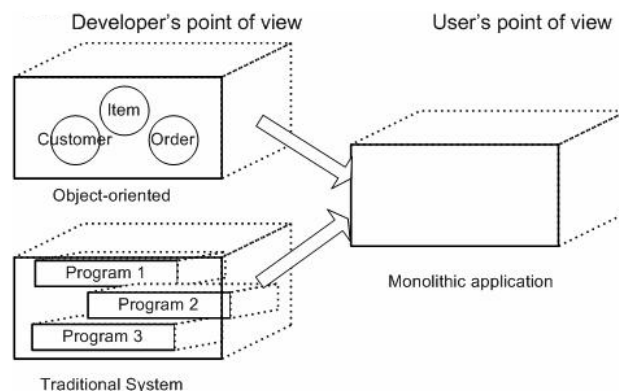 Developer's point of view
User's point of view
Item
Customer
Order
Object-oriented
Program 1
Program 2
Program 3
Traditional System
Monolithic application